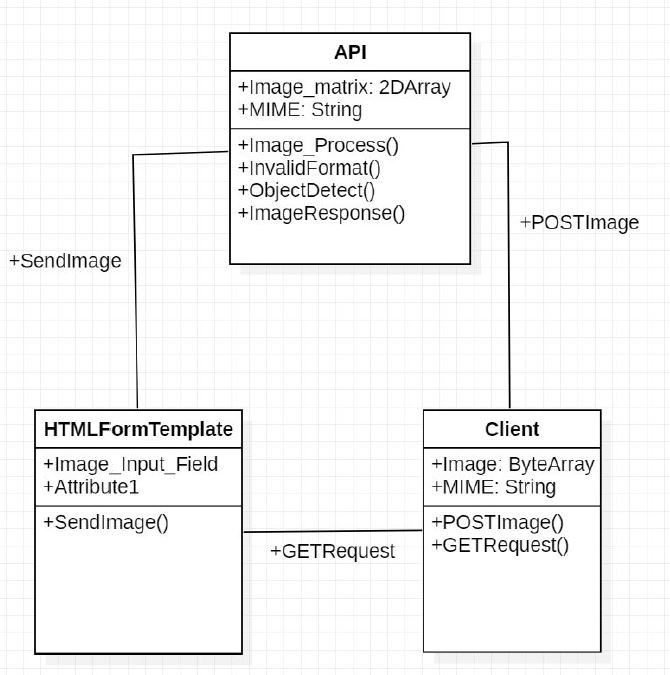 API
+Image_matrix: 2DArray
+MIME: String
+Image_Process()
+InvalidFormat()
+ObjectDetect()
+ImageResponse()
+SendImage
+POSTImage
HTMLFormTemplate
+Image_Input_Field
+Attribute1
+SendImage()
+GETRequest
Client
+Image: ByteArray
+MIME: String
+POSTImage()
+GETRequest()